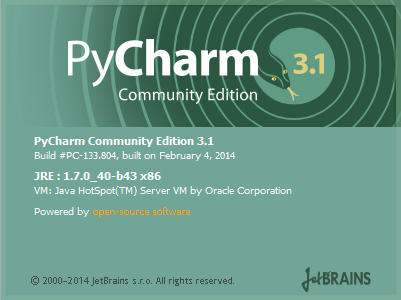 PyCharm 3.1
Community Edition
PyCharm Community Edition 3.1
Build #PC-133.804, built on February 4, 2014
JRE : 1.7.0_40-b43 x86
VM: Java HotSpot(TM) Server VM by Oracle Corporation
Powered by open-source software
© 2000–2014 JetBrains s.r.o. All rights reserved.
JetBRAINS